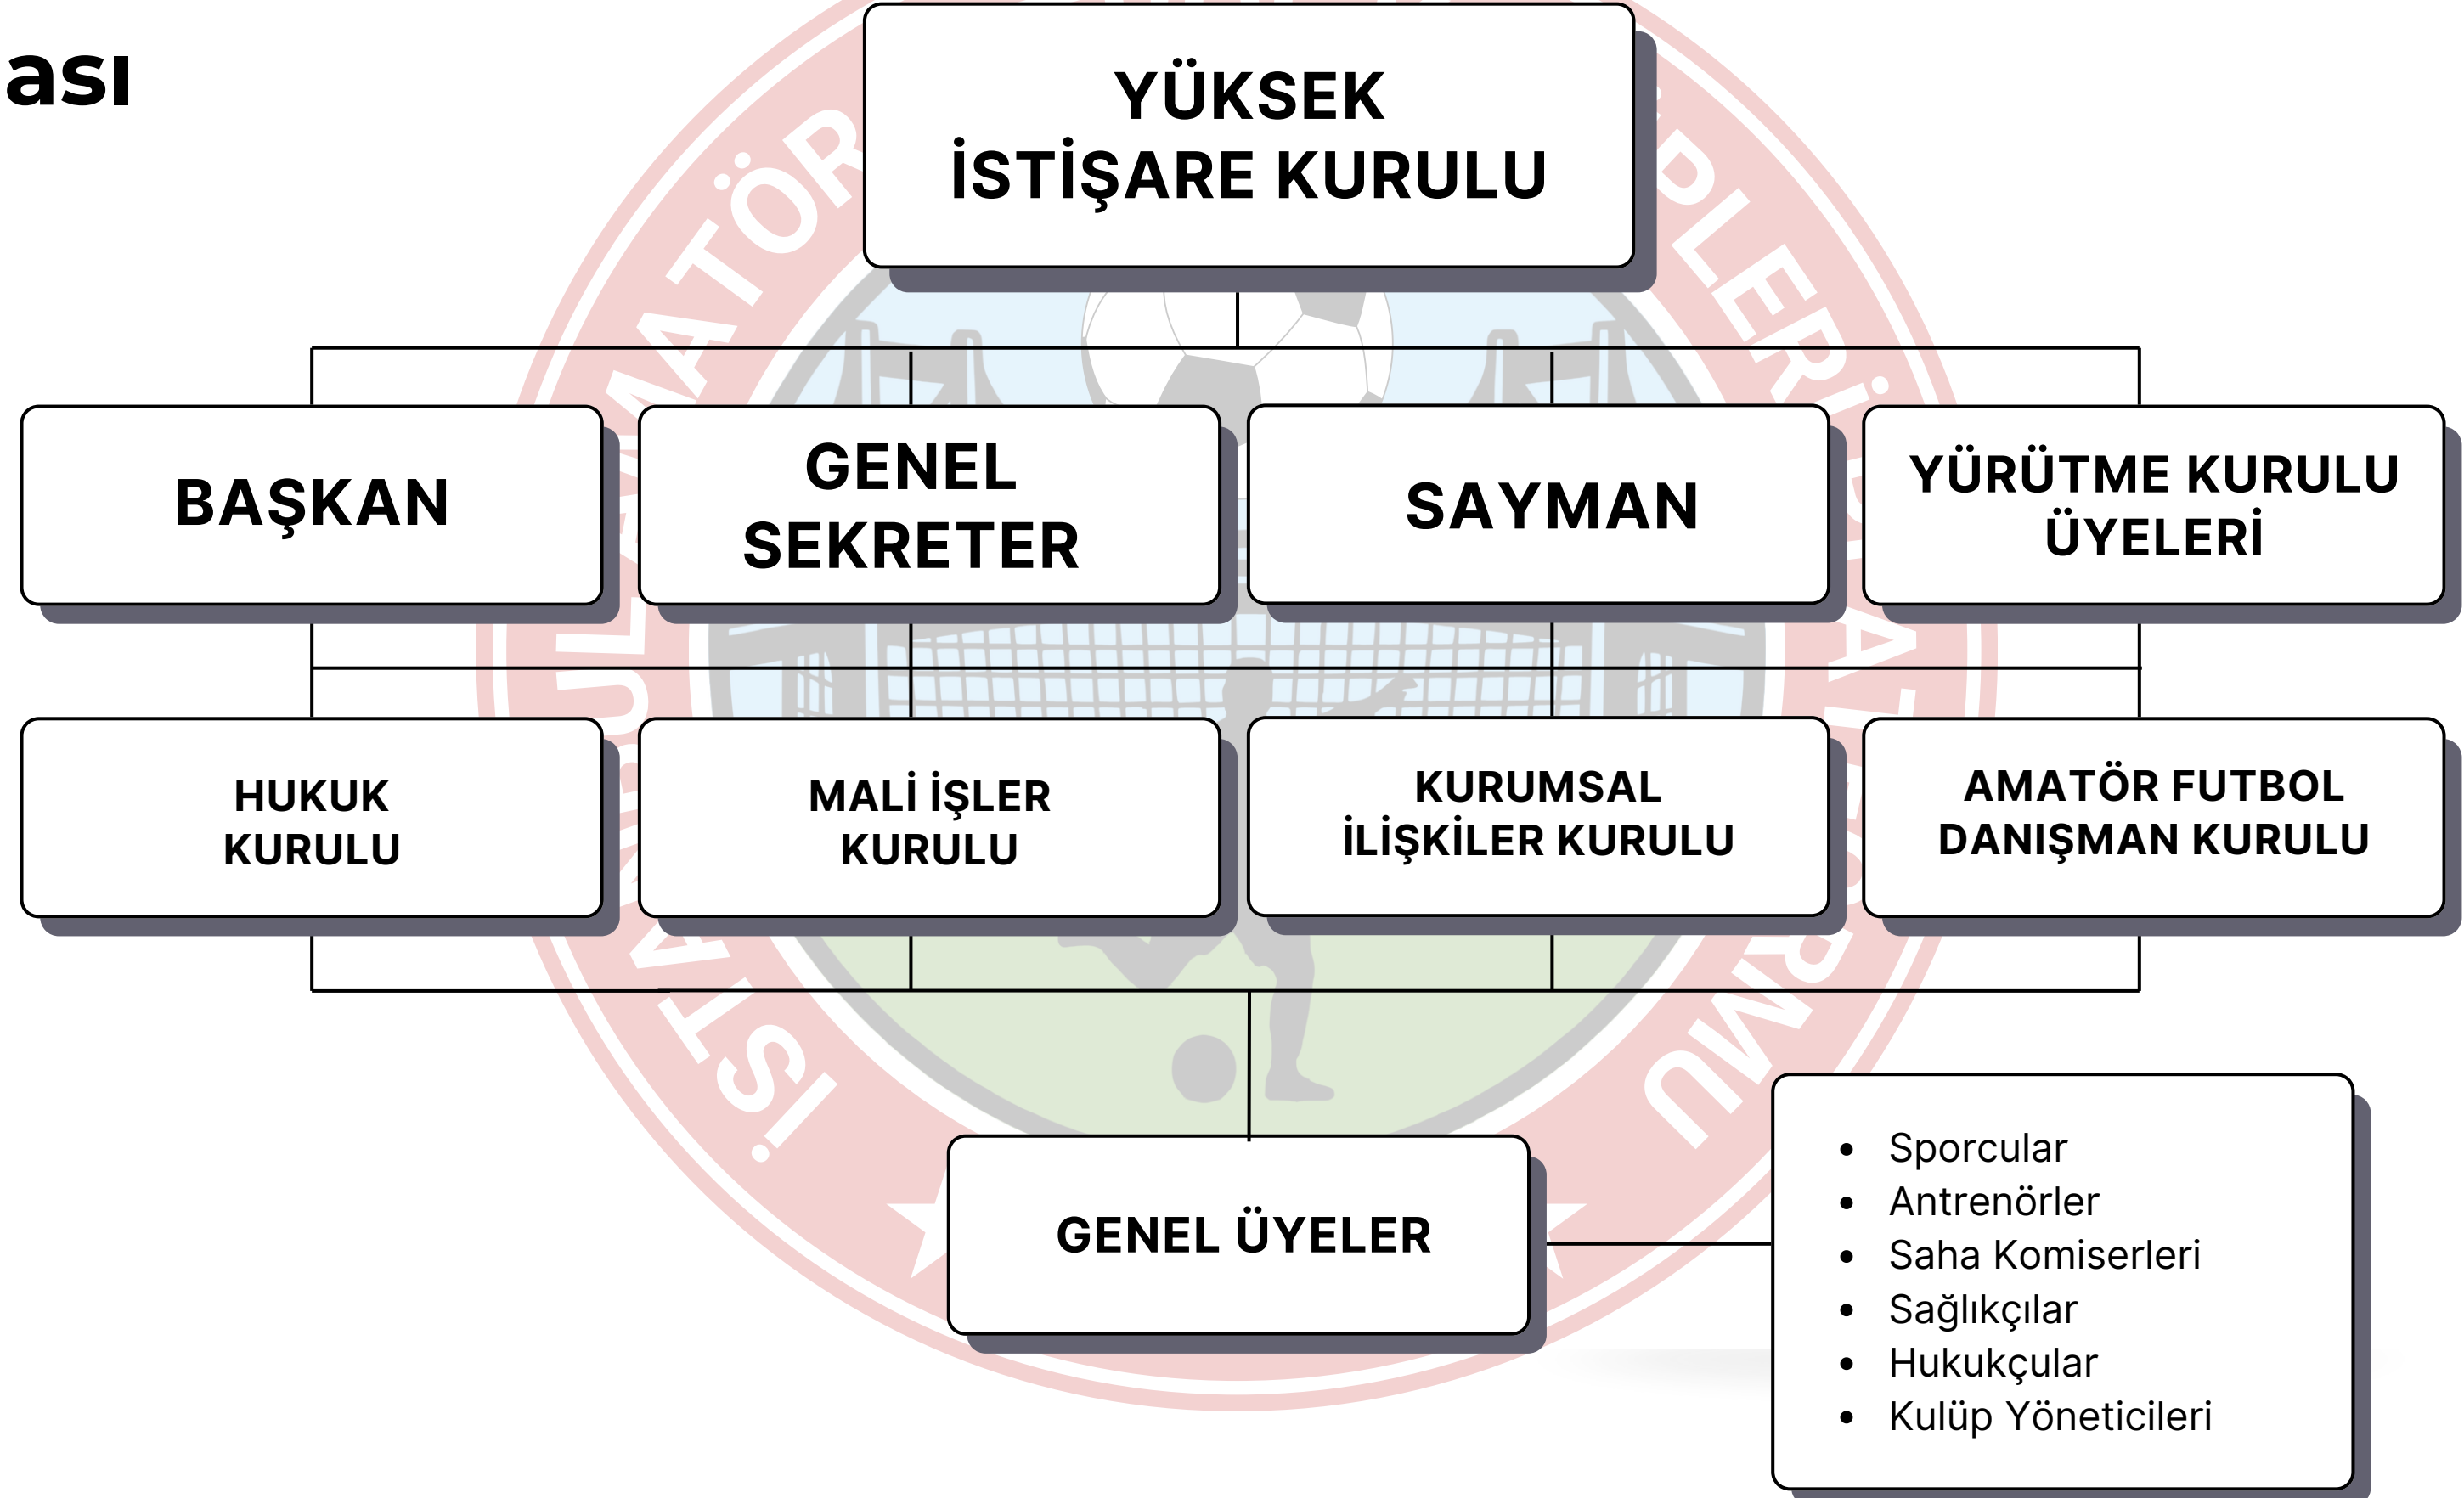 ası
YÜKSEK
İSTİŞARE KURULU
BAŞKAN
GENEL
SEKRETER
SAYMAN
YÜRÜTME KURULU
ÜYELERİ
HUKUK
KURULU
MALİ İŞLER
KURULU
KURUMSAL
İLİŞKİLER KURULU
AMATÖR FUTBOL
DANIŞMAN KURULU
GENEL ÜYELER
• Sporcular
• Antrenörler
• Saha Komiserleri
• Sağlıkçılar
• Hukukçular
• Kulüp Yöneticileri
AMATÖR